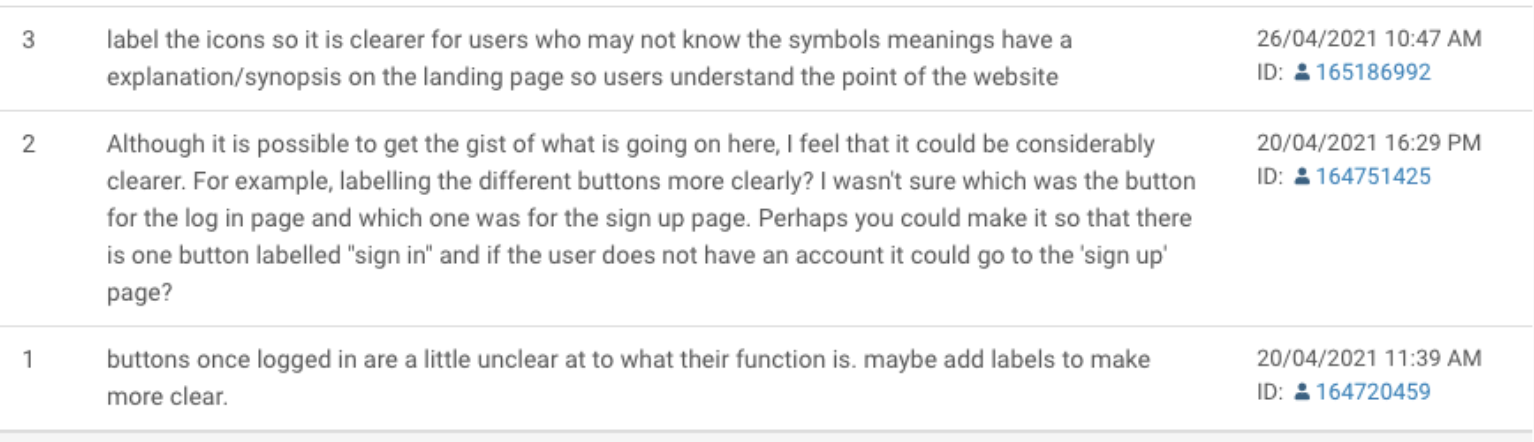 3 label the icons so it is clearer for users who may not know the symbols meanings have a 26/04/2021 10:47 AM
explanation/synopsis on the landing page so users understand the point of the website ID: 165186992
2 Although it is possible to get the gist of what is going on here, I feel that it could be considerably 20/04/2021 16:29 PM
clearer. For example, labelling the different buttons more clearly? I wasn't sure which was the button ID: 164751425
for the log in page and which one was for the sign up page. Perhaps you could make it so that there
is one button labelled "sign in" and if the user does not have an account it could go to the 'sign up'
page?
1 buttons once logged in are a little unclear at to what their function is. maybe add labels to make 20/04/2021 11:39 AM
more clear. ID: 164720459